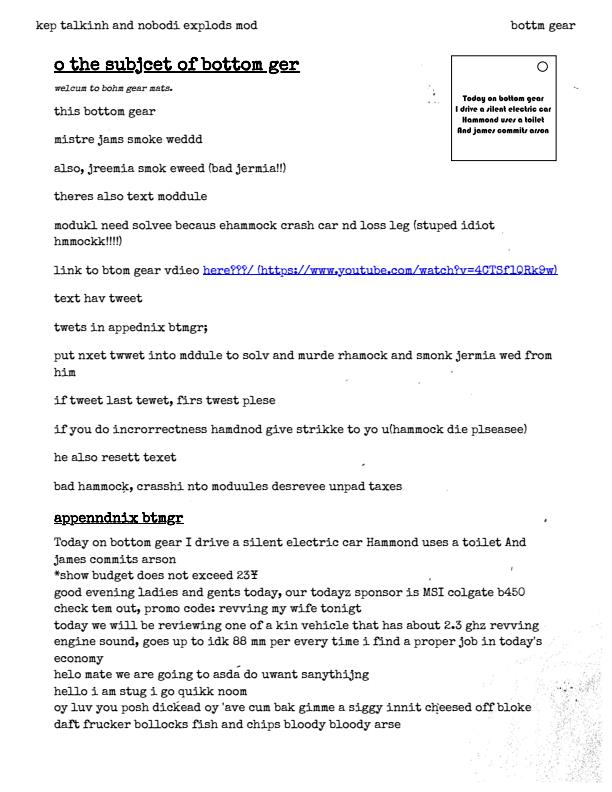 kep talkinh and nobodi explods mod
bottm gear
o the subjcet of bottom ger
welcum to bohm gear mats.
Today on bottom gear
I drive a silent electric car
Hammond uses a toilet
And james commits arson
this bottom gear
mistre jams smoke weddd
also, jreemia smok eweed (bad jermia!!)
theres also text moddule
modukl need solvee becaus ehammock crash car nd loss leg (stuped idiot
hmmockk!!!!)
link to btom gear vdieo here???/ (https://www.youtube.com/watch?v=4CTSf1QRk9w)
text hav tweet
twets in appednix btmgr;
put nxet twwet into mddule to solv and murde rhamock and smonk jermia wed from
him
if tweet last tewet, firs twest plese
if you do incrorrectness hamdnod give strikke to yo u(hammock die plseasee)
he also resett texet
bad hammock, crasshi nto moduules desrevee unpad taxes
appenndnix btmgr
Today on bottom gear I drive a silent electric car Hammond uses a toilet And
james commits arson
*show budget does not exceed 23¥
good evening ladies and gents today, our todayz sponsor is MSI colgate b450
check tem out, promo code: revving my wife tonigt
today we will be reviewing one of a kin vehicle that has about 2.3 ghz revving
engine sound, goes up to idk 88 mm per every time i find a proper job in today's
economy
helo mate we are going to asda do uwant sanythijng
hello i am stug i go quikk noom
oy luv you posh dickead oy 'ave cum bak gimme a siggy innit cheesed off bloke
daft frucker bollocks fish and chips bloody bloody arse